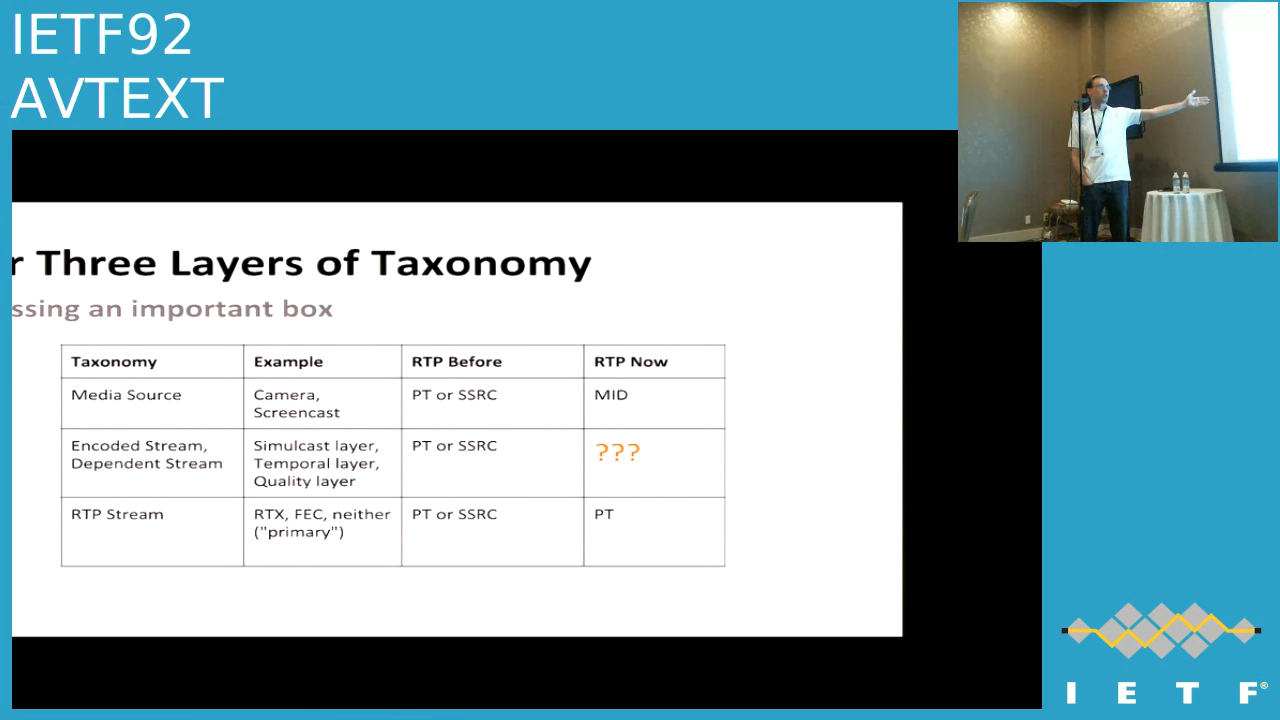 IETF92
AVTEXT
r Three Layers of Taxonomy
ssing an important box
Taxonomy Example RTP Before RTP Now
Media Source Camera, PT or SSRC MID
Screencast
Encoded Stream, Simulcast layer, PT or SSRC ???
Dependent Stream Temporal layer,
Quality layer
RTP Stream RTX, FEC, neither PT or SSRC PT
("primary")
I E T F®